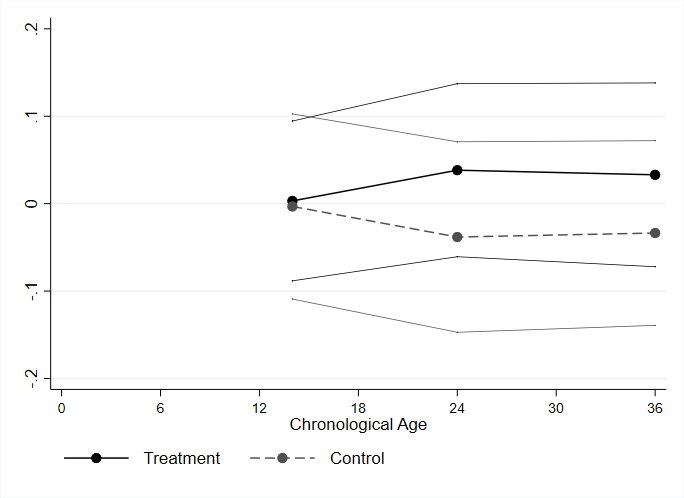 .2
.1
0
-.1
-.2
0 6 12 18 24 30 36
Chronological Age
Treatment Control